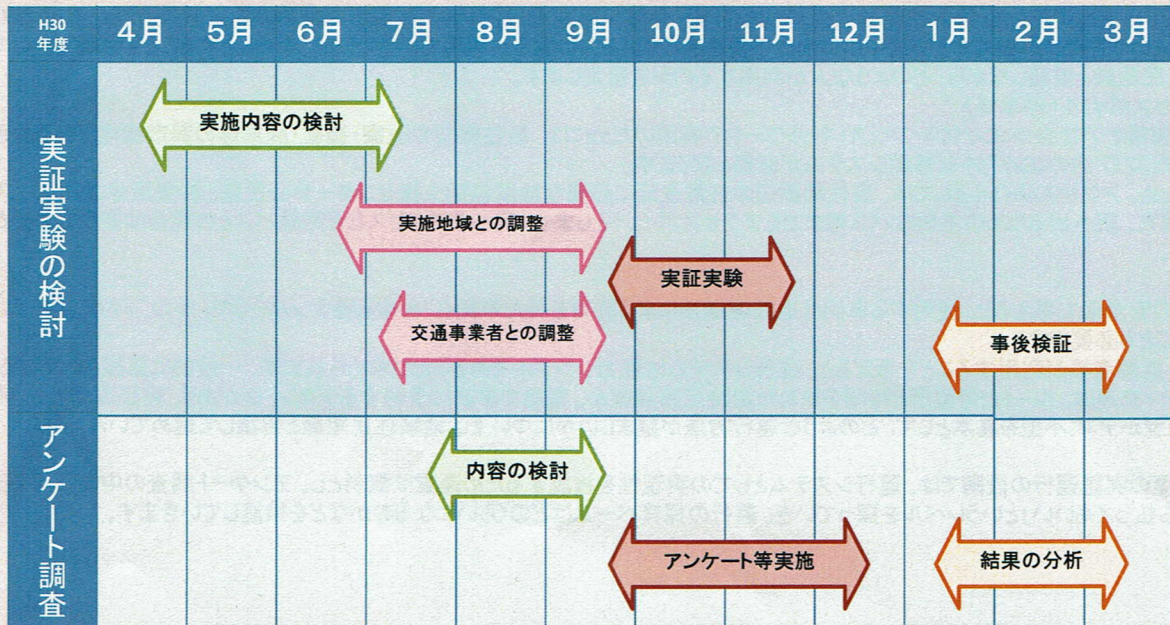 H30
年度
4月 5月 6月 7月 8月 9月 10月 11月 12月 1月 2月 3月
実証実験の検討
実施内容の検討
実施地域との調整
実証実験
交通事業者との調整
事後検証
アンケート調査
内容の検討
アンケート等実施
結果の分析